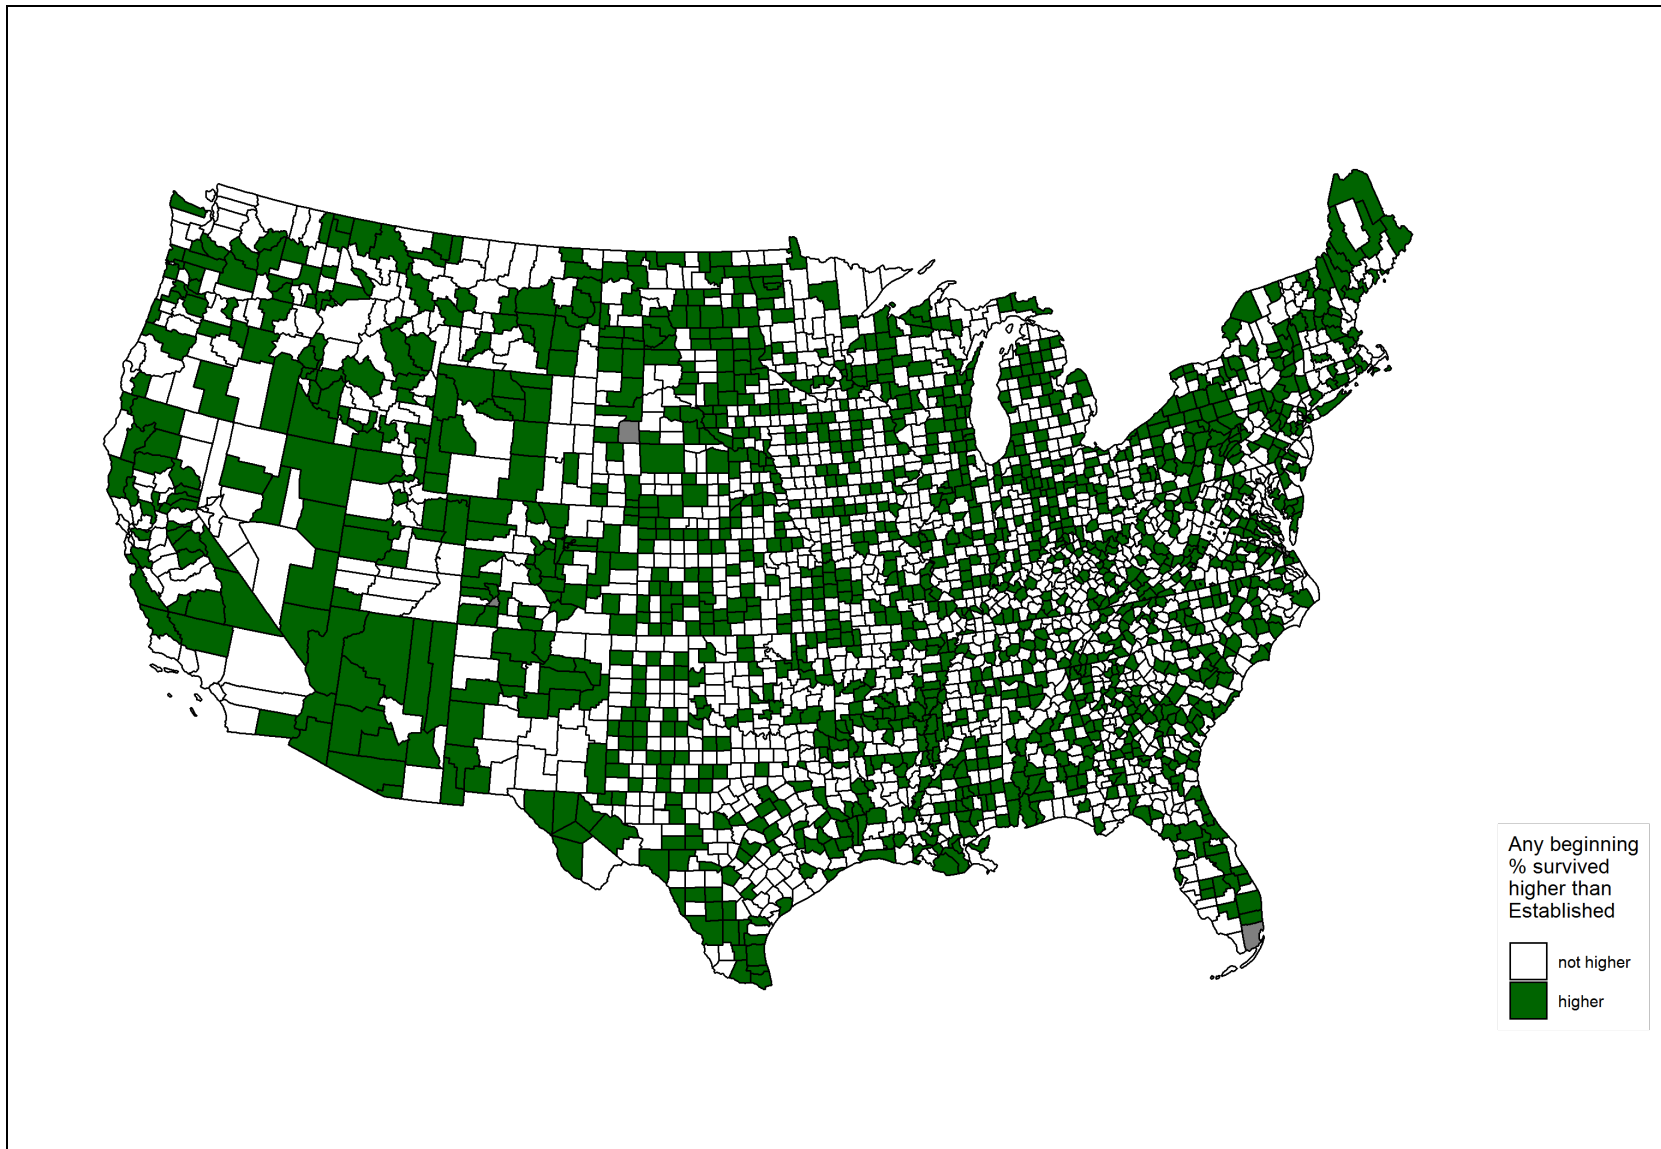 Any beginning
% survived
higher than
Established
not higher
higher